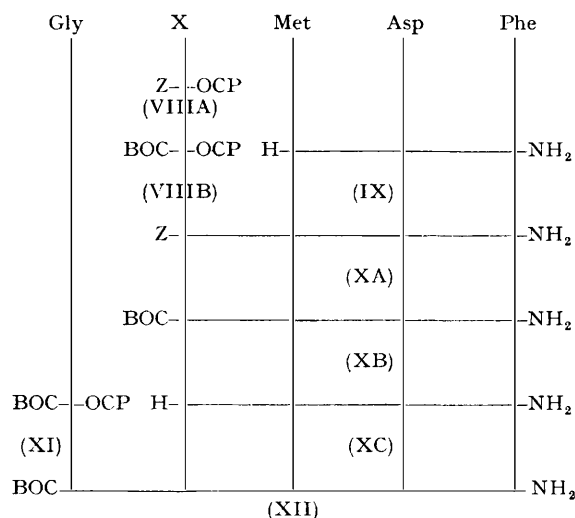 Gly X Met Asp Phe
Z- -OCP
(VIIIA)
BOC- -OCP H- -NH₂
(VIIIB) (IX)
Z- -NH₂
(XA)
BOC- -NH₂
(XB)
BOC- -OCP H- -NH₂
(XI) (XC)
BOC NH₂
(XII)